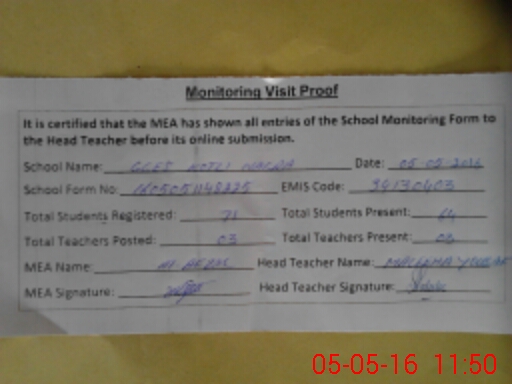 Monitoring Visit Proof
It is certified that the MEA has shown all entries of the School Monitoring Form to
the Head Teacher before its online submission.
School Name: GGES KOTLI Date: 05-05-2016
School Form No: EMIS Code:
Total Students Registered: 71 Total Students Present: 64
Total Teachers Posted: 03 Total Teachers Present: 03
MEA Name: Head Teacher Name:
MEA Signature: Head Teacher Signature:
05-05-16 11:50